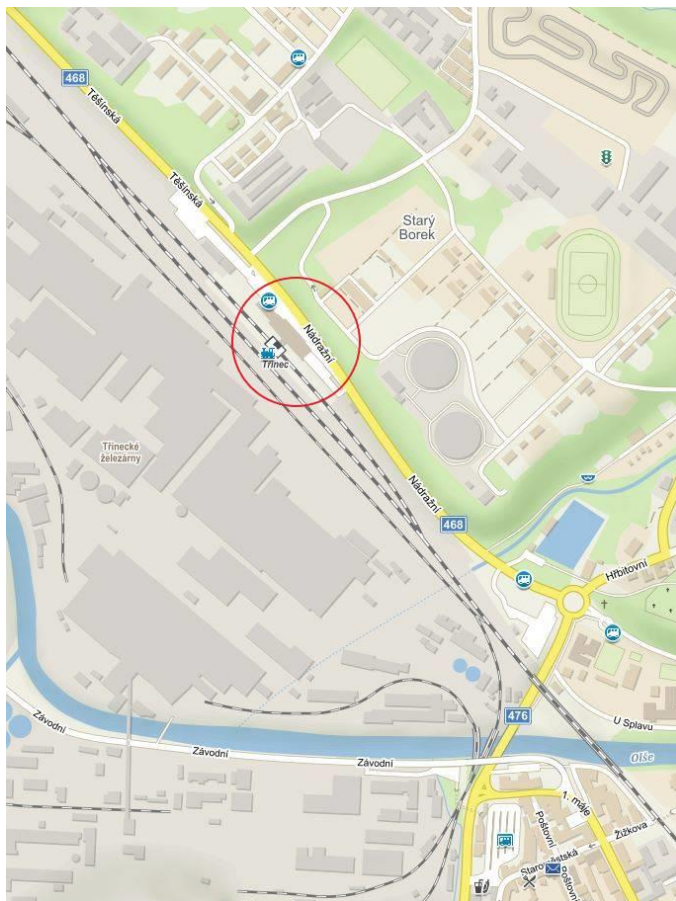 468
Těšínská
Těšínská
Starý
Borek
P
Nádražní
Třinec
Třinecké
železárny
Nádražní
468
Hřbitovní
476
U Splavu
Závodní
Závodní
Závodní
Olše
1. máje
Poštovní
Žižkova
Staroměstská
Poštovní